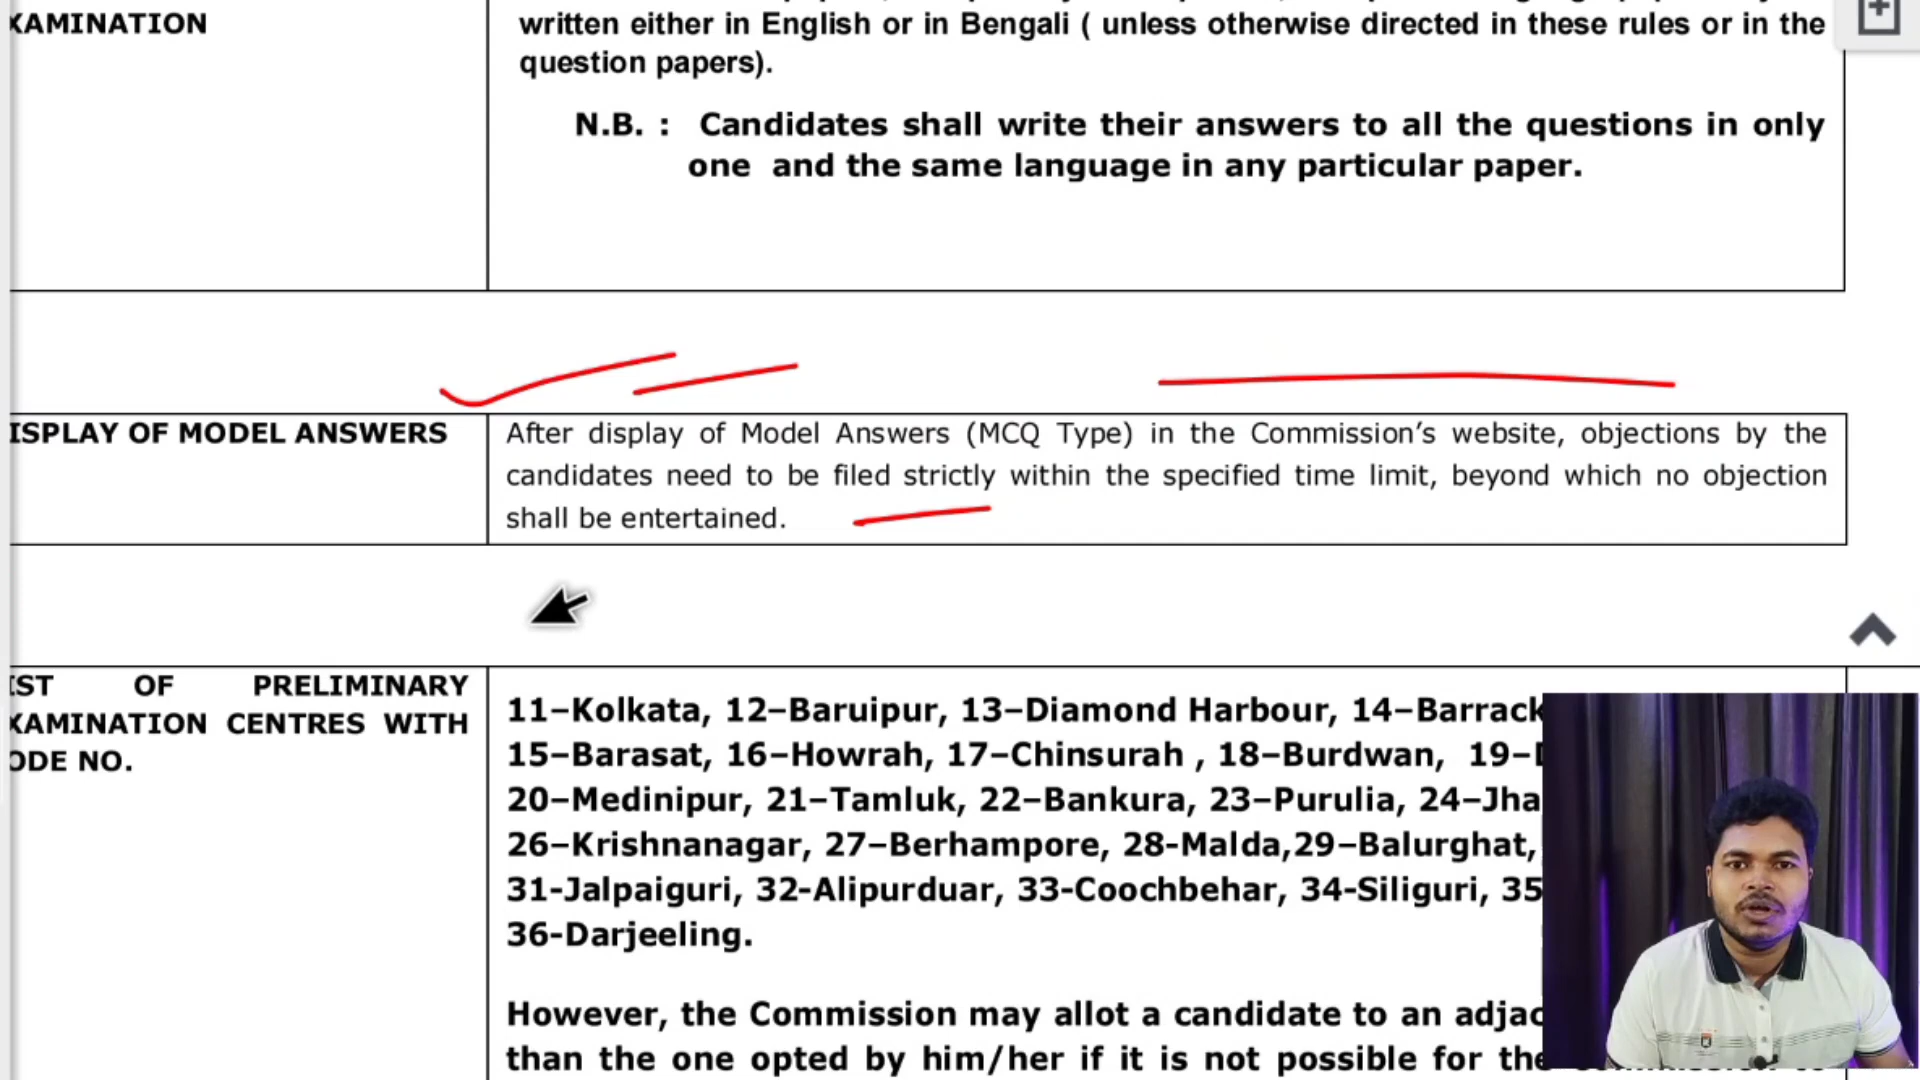 XAMINATION
written either in English or in Bengali ( unless otherwise directed in these rules or in the
question papers).
N.B. : Candidates shall write their answers to all the questions in only
one and the same language in any particular paper.
ISPLAY OF MODEL ANSWERS
After display of Model Answers (MCQ Type) in the Commission’s website, objections by the
candidates need to be filed strictly within the specified time limit, beyond which no objection
shall be entertained.
IST OF PRELIMINARY
XAMINATION CENTRES WITH
ODE NO.
11–Kolkata, 12–Baruipur, 13–Diamond Harbour, 14–Barrack
15–Barasat, 16–Howrah, 17–Chinsurah , 18–Burdwan, 19–
20–Medinipur, 21–Tamluk, 22–Bankura, 23–Purulia, 24–Jha
26–Krishnanagar, 27–Berhampore, 28-Malda,29–Balurghat,
31-Jalpaiguri, 32-Alipurduar, 33-Coochbehar, 34-Siliguri, 35
36-Darjeeling.
However, the Commission may allot a candidate to an adjac
than the one opted by him/her if it is not possible for the